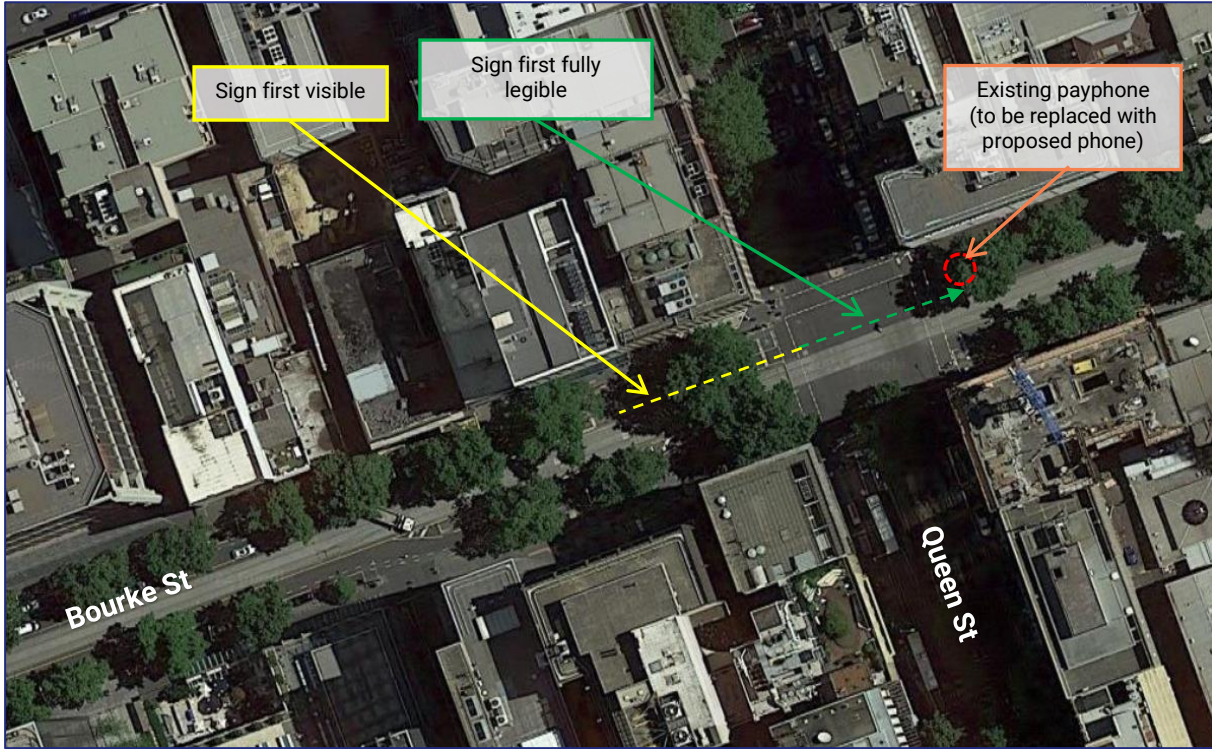 Sign first visible
Sign first fully
legible
Existing payphone
(to be replaced with
proposed phone)
Bourke St
Queen St